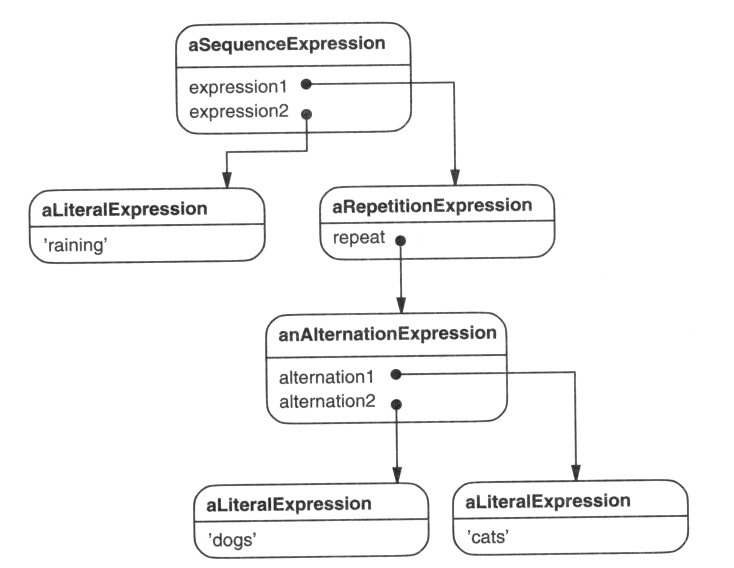 aSequenceExpression
expression1
expression2
aLiteralExpression
'raining'
aRepetitionExpression
repeat
anAlternationExpression
alternation1
alternation2
aLiteralExpression
'dogs'
aLiteralExpression
'cats'